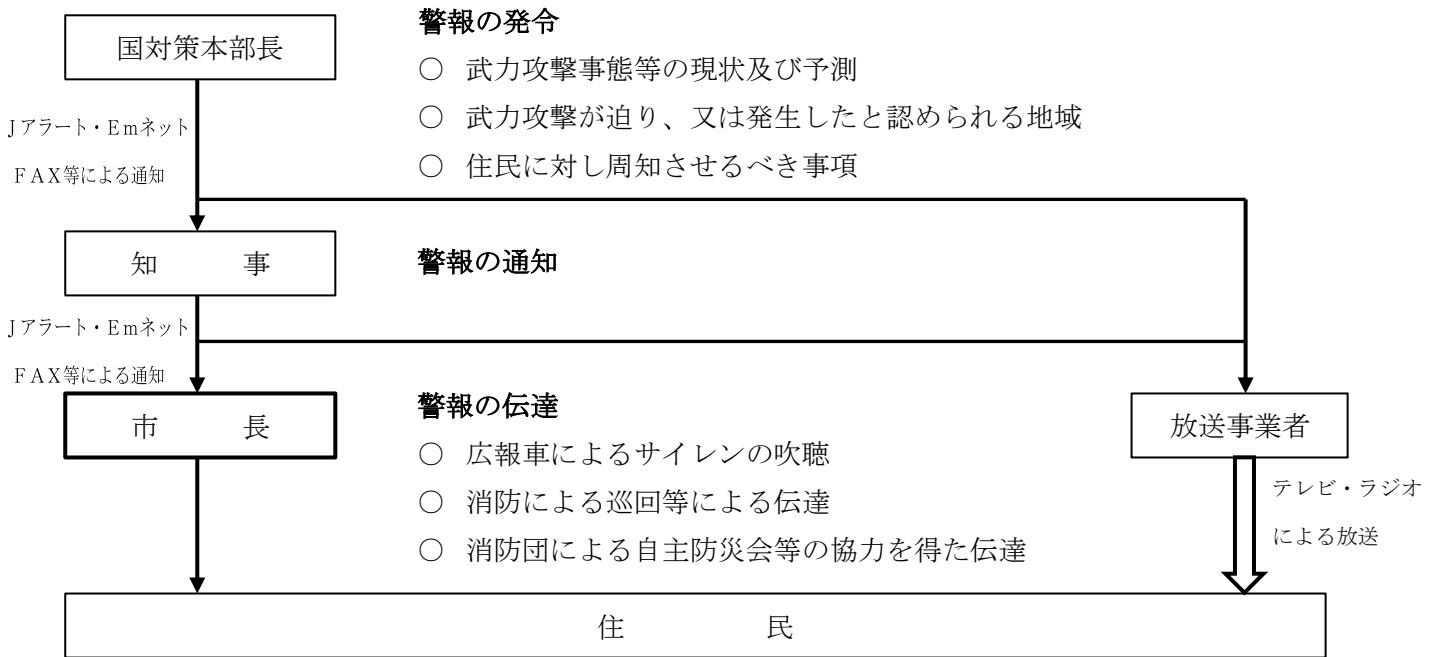 警報の発令
国対策本部長
○ 武力攻撃事態等の現状及び予測
○ 武力攻撃が迫り、又は発生したと認められる地域
○ 住民に対し周知させるべき事項
Jアラート・Emネット
FAX等による通知
知 事
警報の通知
Jアラート・Emネット
FAX等による通知
市 長
警報の伝達
○ 広報車によるサイレンの吹聴
○ 消防による巡回等による伝達
○ 消防団による自主防災会等の協力を得た伝達
放送事業者
テレビ・ラジオ
による放送
住 民